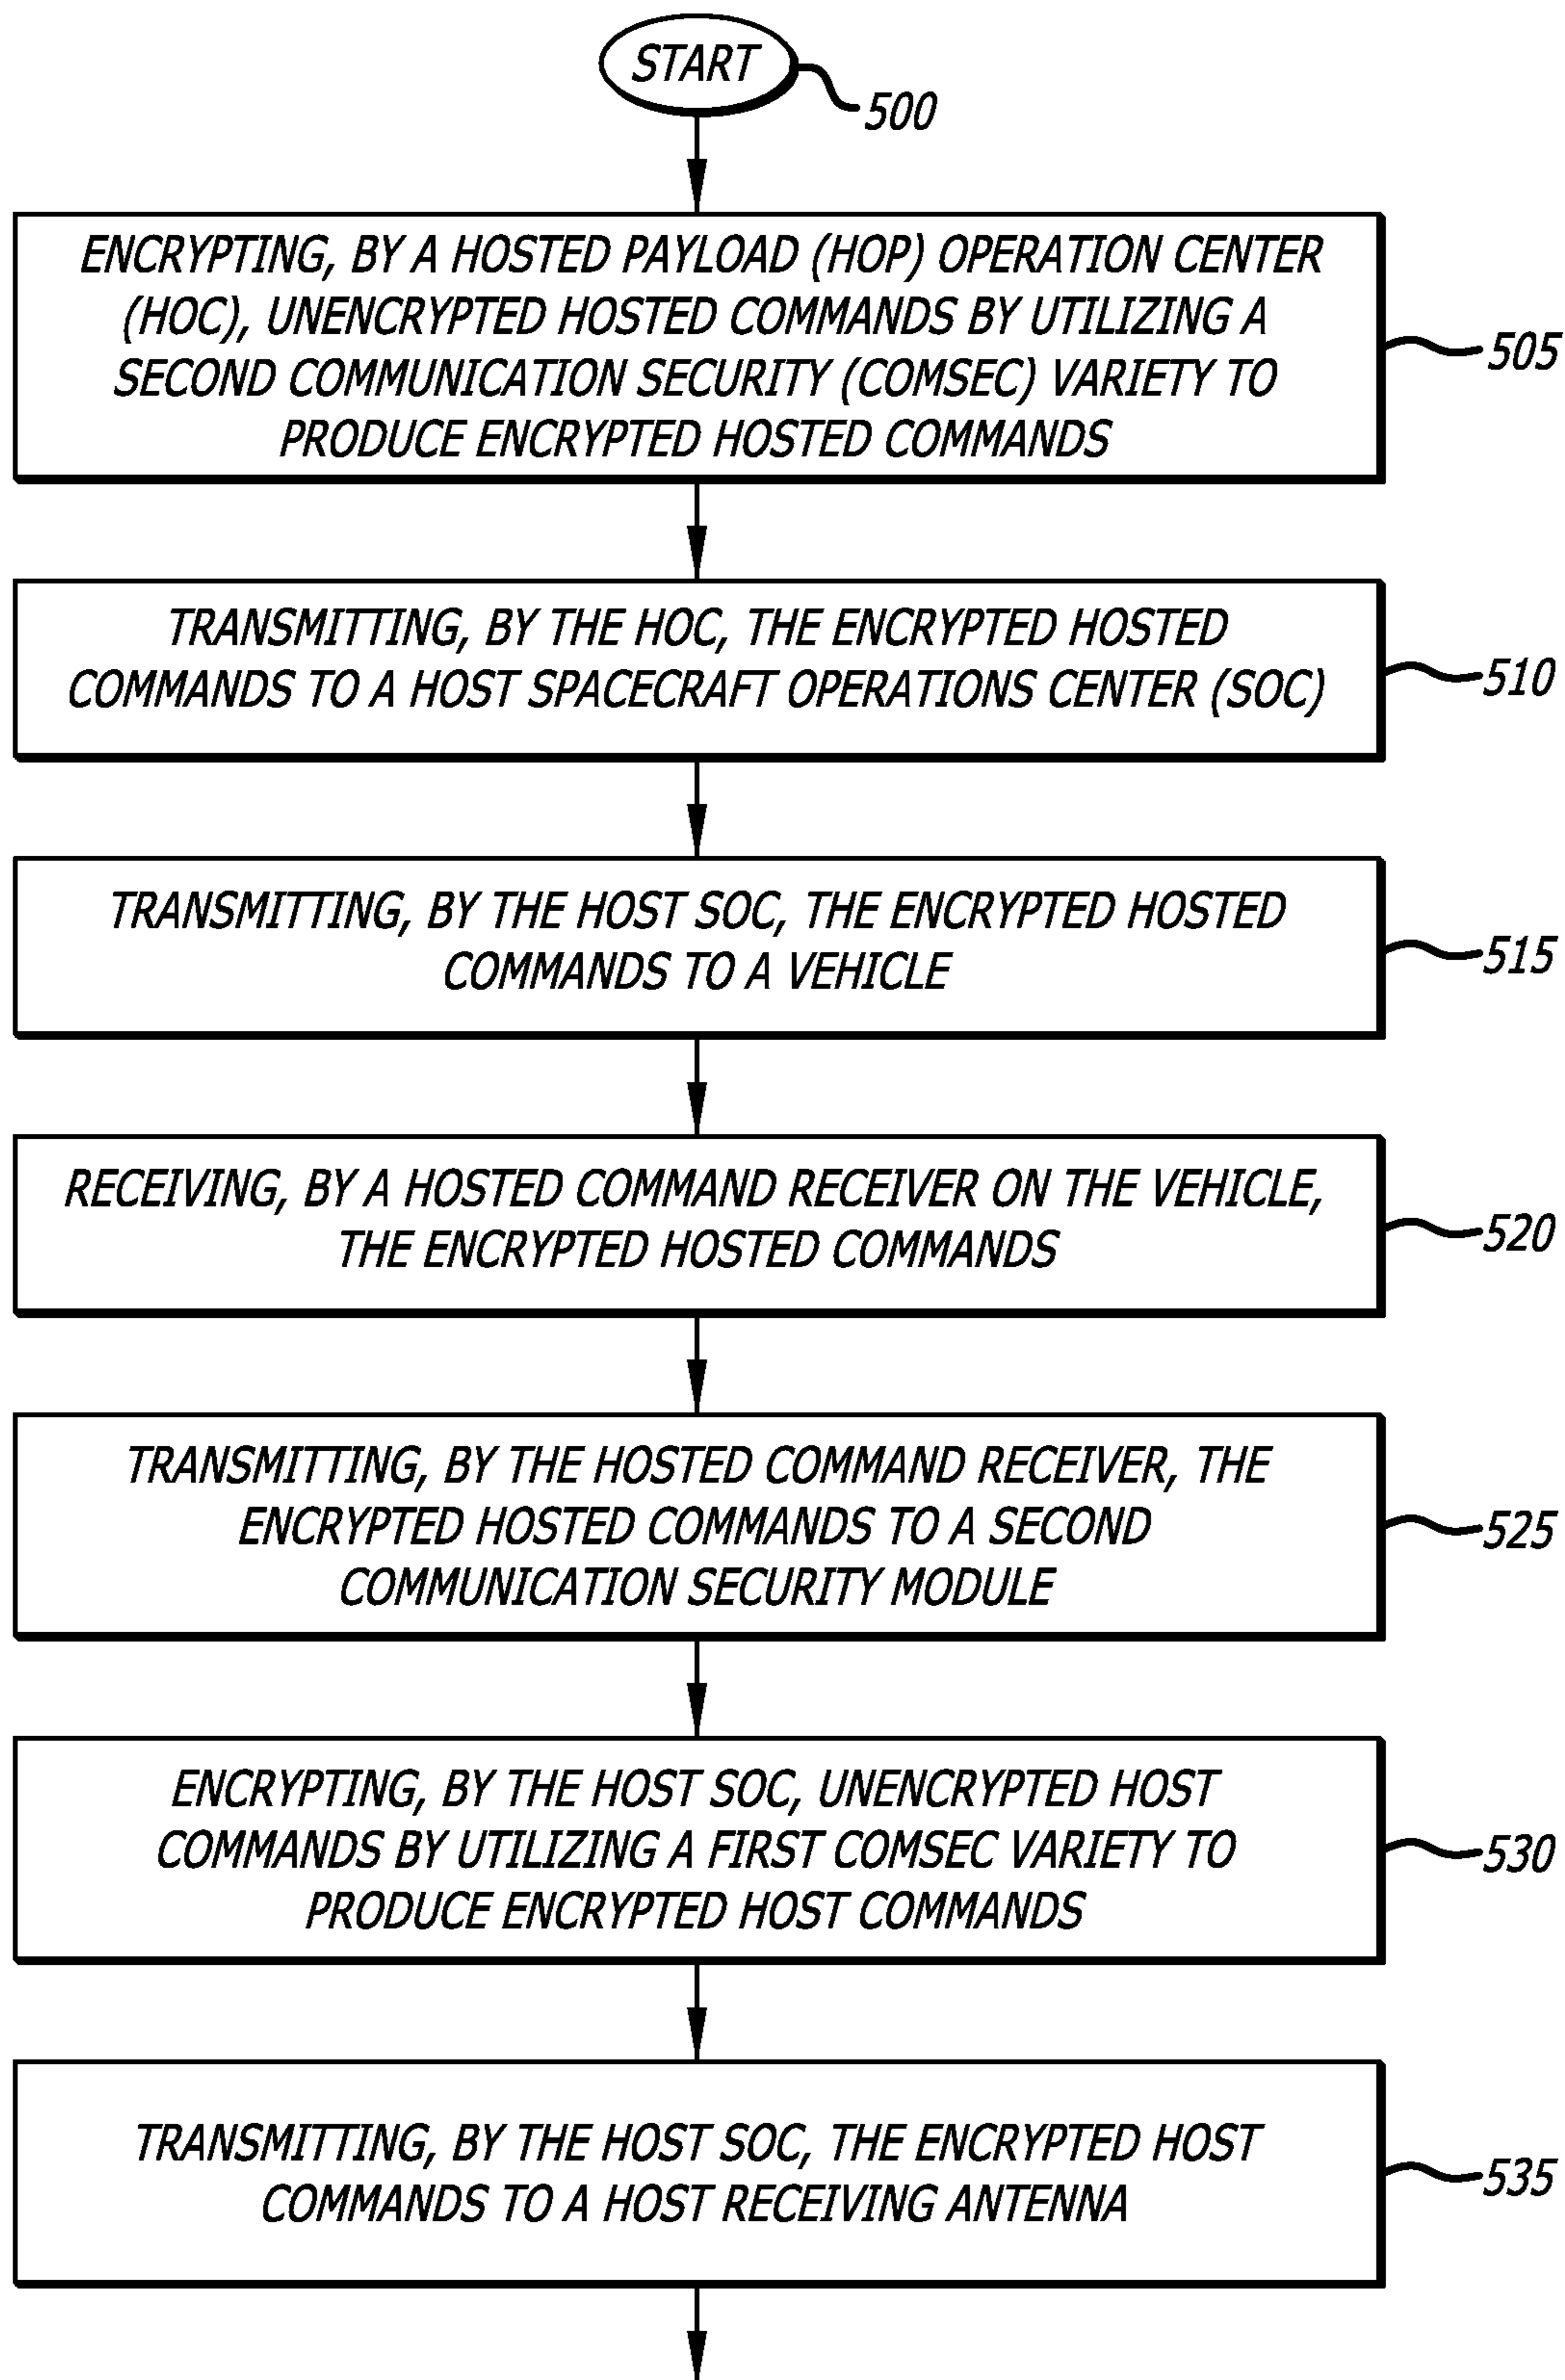 START
500
ENCRYPTING, BY A HOSTED PAYLOAD (HOP) OPERATION CENTER
(HOC), UNENCRYPTED HOSTED COMMANDS BY UTILIZING A
SECOND COMMUNICATION SECURITY (COMSEC) VARIETY TO
PRODUCE ENCRYPTED HOSTED COMMANDS
505
TRANSMITTING, BY THE HOC, THE ENCRYPTED HOSTED
COMMANDS TO A HOST SPACECRAFT OPERATIONS CENTER (SOC)
510
TRANSMITTING, BY THE HOST SOC, THE ENCRYPTED HOSTED
COMMANDS TO A VEHICLE
515
RECEIVING, BY A HOSTED COMMAND RECEIVER ON THE VEHICLE,
THE ENCRYPTED HOSTED COMMANDS
520
TRANSMITTING, BY THE HOSTED COMMAND RECEIVER, THE
ENCRYPTED HOSTED COMMANDS TO A SECOND
COMMUNICATION SECURITY MODULE
525
ENCRYPTING, BY THE HOST SOC, UNENCRYPTED HOST
COMMANDS BY UTILIZING A FIRST COMSEC VARIETY TO
PRODUCE ENCRYPTED HOST COMMANDS
530
TRANSMITTING, BY THE HOST SOC, THE ENCRYPTED HOST
COMMANDS TO A HOST RECEIVING ANTENNA
535